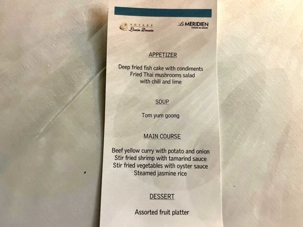 Le MERIDIEN
APPETIZER
Deep fried fish cake with condiments
Fried Thai mushrooms salad
with chili and lime
SOUP
Tom yum goong
MAIN COURSE
Beef yellow curry with potato and onion
Stir fried shrimp with tamarind sauce
Stir fried vegetables with oyster sauce
Steamed jasmine rice
DESSERT
Assorted fruit platter